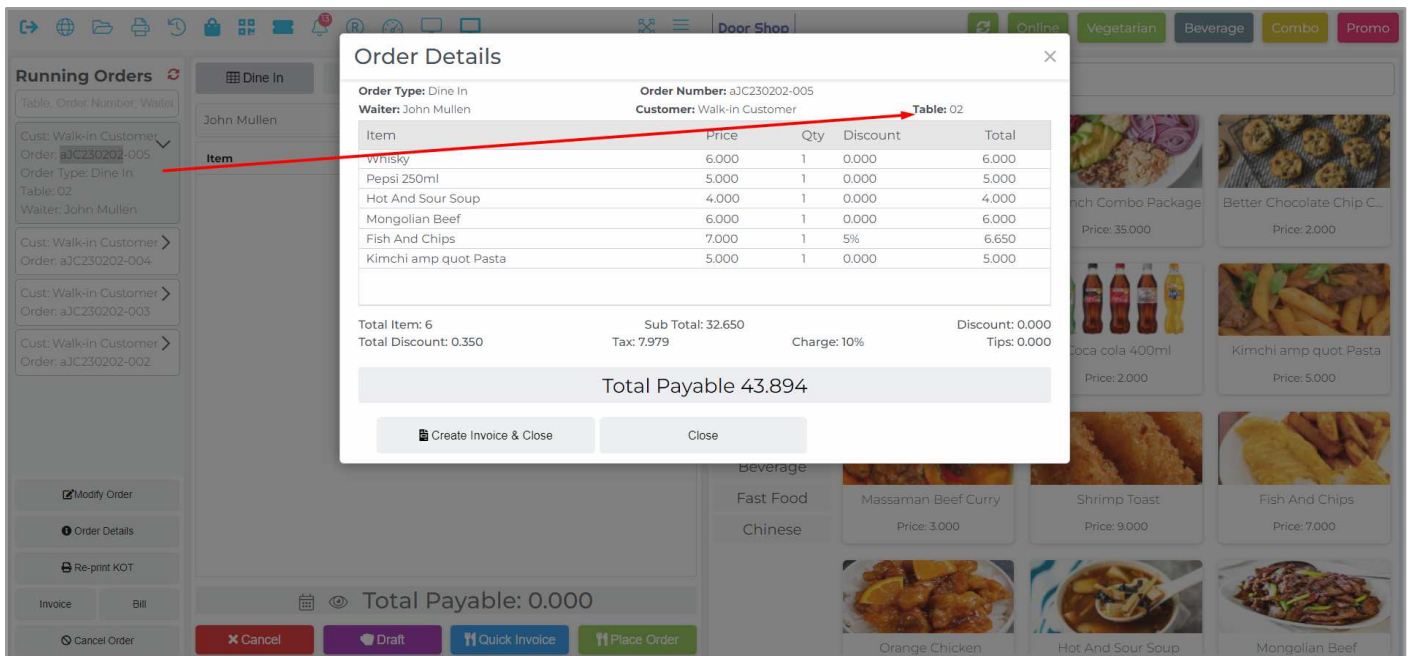 13
R
Door Shop
Online
Vegetarian
Beverage
Combo
Promo
Running Orders
Table, Order Number, Waiter
Cust: Walk-in Customer
Order: aJC230202-005
Order Type: Dine In
Table: 02
Waiter: John Mullen
Cust: Walk-in Customer
Order: aJC230202-004
Cust: Walk-in Customer
Order: aJC230202-003
Cust: Walk-in Customer
Order: aJC230202-002
Modify Order
Order Details
Re-print KOT
Invoice Bill
Cancel Order
Dine In
John Mullen
Item
Order Details
Order Type: Dine In Order Number: aJC230202-005
Waiter: John Mullen Customer: Walk-in Customer Table: 02
Item Price Qty Discount Total
Whisky 6.000 1 0.000 6.000
Pepsi 250ml 5.000 1 0.000 5.000
Hot And Sour Soup 4.000 1 0.000 4.000
Mongolian Beef 6.000 1 0.000 6.000
Fish And Chips 7.000 1 5% 6.650
Kimchi amp quot Pasta 5.000 1 0.000 5.000
Total Item: 6 Sub Total: 32.650 Discount: 0.000
Total Discount: 0.350 Tax: 7.979 Charge: 10% Tips: 0.000
Total Payable 43.894
Create Invoice & Close Close
Total Payable: 0.000
Cancel Draft Quick Invoice Place Order
Beverage
Fast Food
Chinese
Combo Package
Price: 35.000
Better Chocolate Chip C...
Price: 2.000
Coca cola 400ml
Price: 2.000
Kimchi amp quot Pasta
Price: 5.000
Massaman Beef Curry
Price: 3.000
Shrimp Toast
Price: 9.000
Fish And Chips
Price: 7.000
Orange Chicken
Hot And Sour Soup
Mongolian Beef